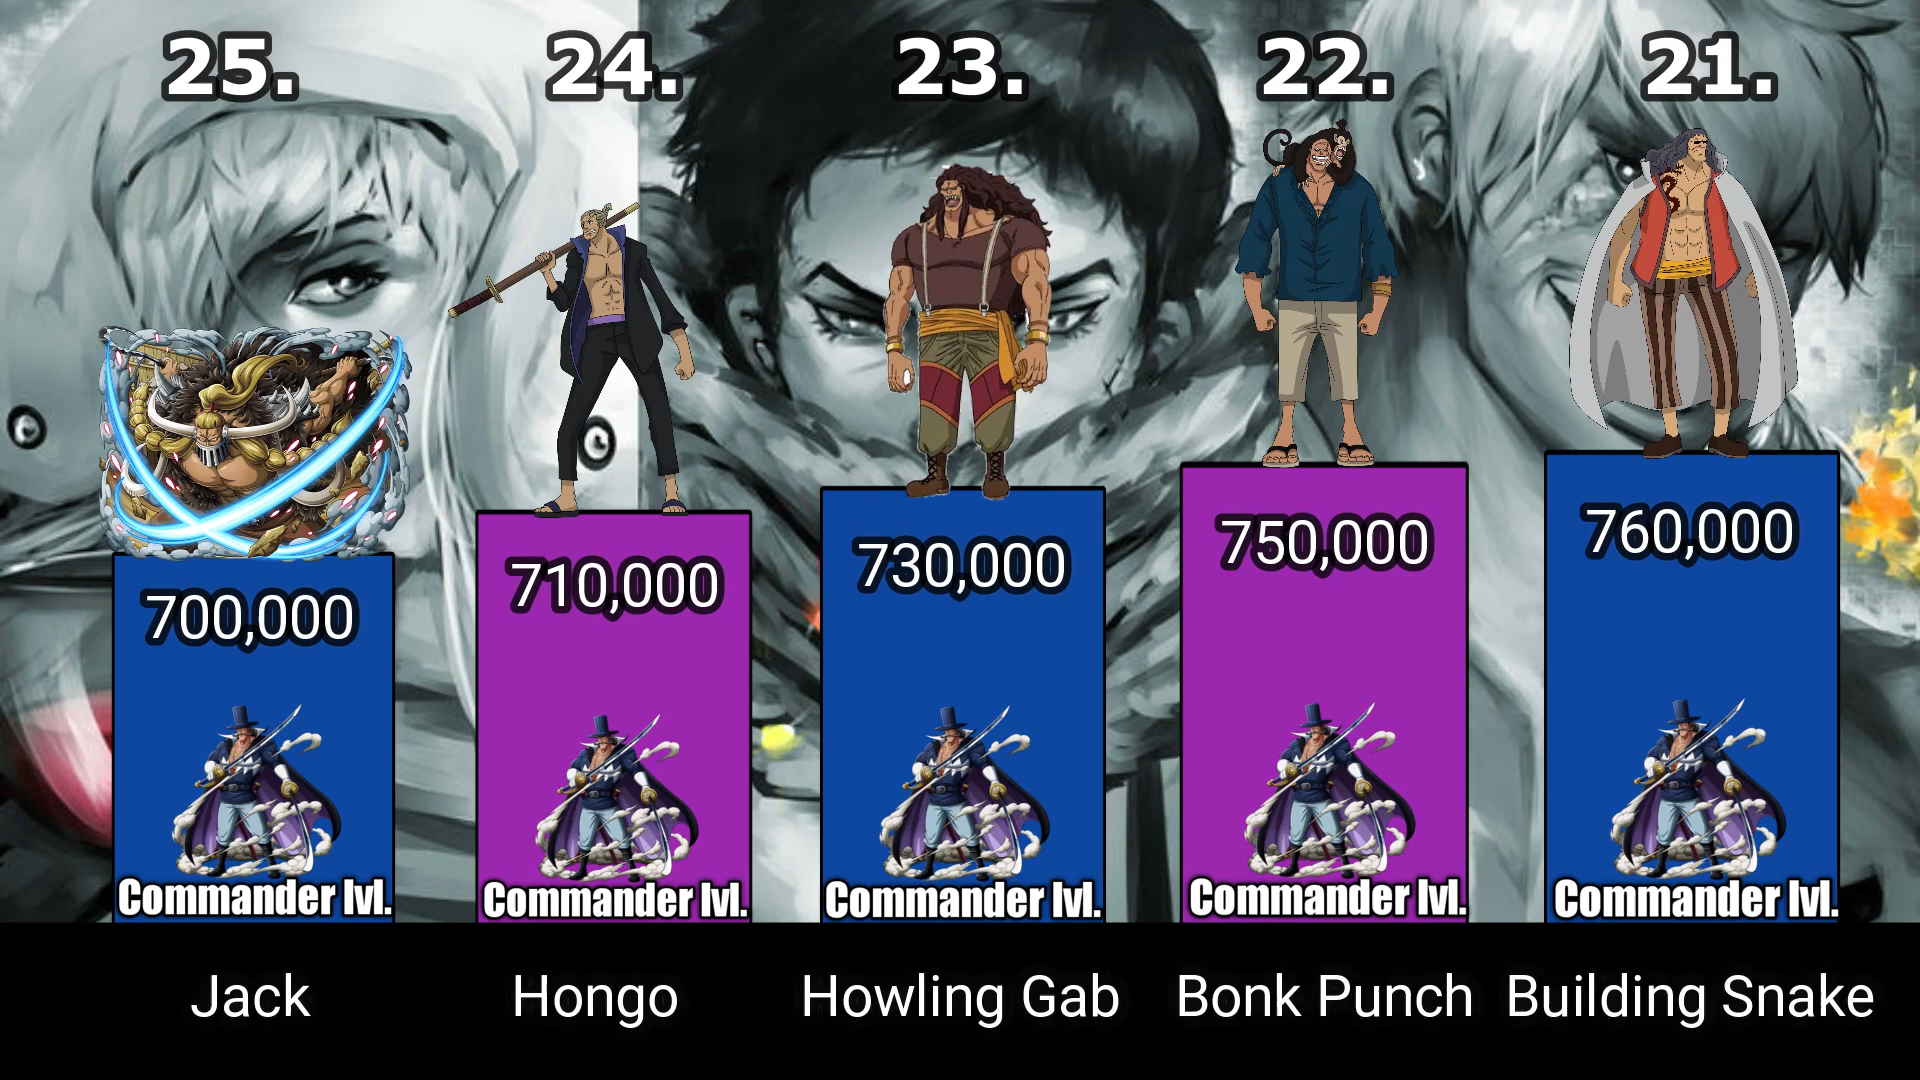 25. 24. 23. 22. 21.
700,000 710,000 730,000 750,000 760,000
Commander lvl. Commander lvl. Commander lvl. Commander lvl. Commander lvl.
Jack Hongo Howling Gab Bonk Punch Building Snake